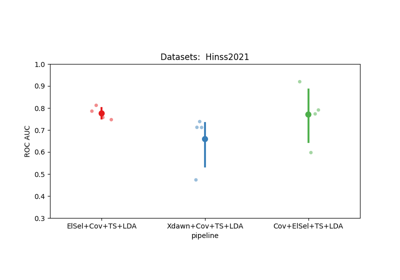 Datasets:  Hinss2021
1.0
0.9
0.8
0.7
0.6
0.5
0.4
0.3
ROC AUC
ElSel+Cov+TS+LDA
Xdawn+Cov+TS+LDA
Cov+ElSel+TS+LDA
pipeline